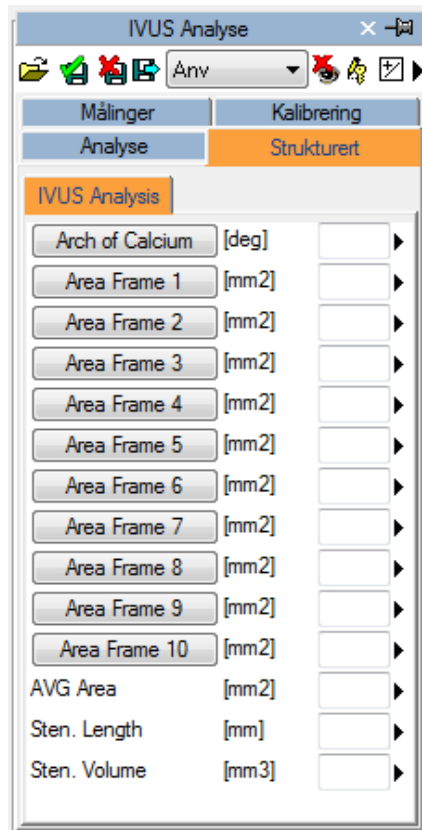 IVUS Analyse
Anv
Målinger Kalibrering
Analyse Strukturert
IVUS Analysis
Arch of Calcium [deg]
Area Frame 1 [mm2]
Area Frame 2 [mm2]
Area Frame 3 [mm2]
Area Frame 4 [mm2]
Area Frame 5 [mm2]
Area Frame 6 [mm2]
Area Frame 7 [mm2]
Area Frame 8 [mm2]
Area Frame 9 [mm2]
Area Frame 10 [mm2]
AVG Area [mm2]
Sten. Length [mm]
Sten. Volume [mm3]